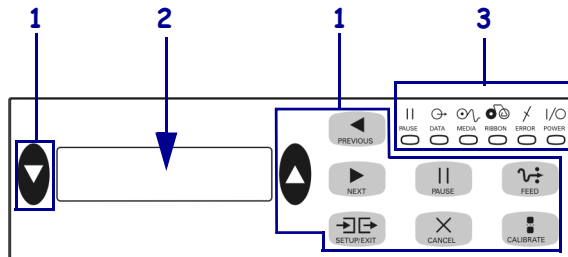 1 2 1 3
PAUSE DATA MEDIA RIBBON ERROR POWER
PREVIOUS
NEXT PAUSE FEED
SETUP/EXIT CANCEL CALIBRATE